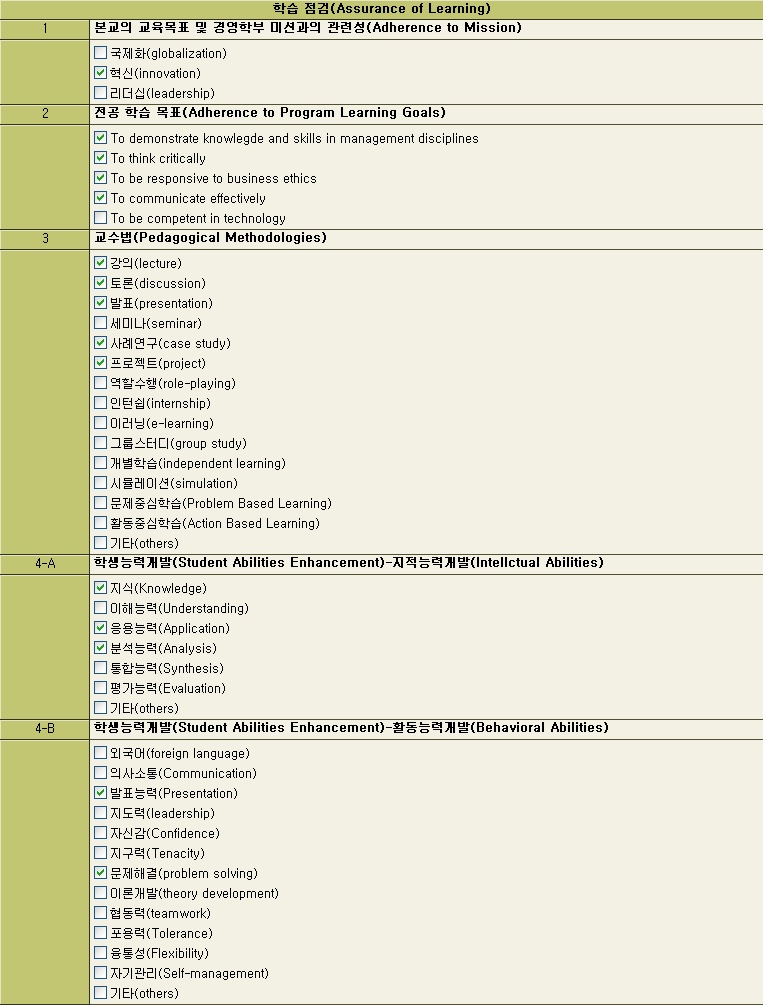 학습 점검(Assurance of Learning)
1 본교의 교육목표 및 경영학부 미션과의 관련성(Adherence to Mission)
국제화(globalization)
혁신(innovation)
리더십(leadership)
2 전공 학습 목표(Adherence to Program Learning Goals)
To demonstrate knowlegde and skills in management disciplines
To think critically
To be responsive to business ethics
To communicate effectively
To be competent in technology
3 교수법(Pedagogical Methodologies)
강의(lecture)
토론(discussion)
발표(presentation)
세미나(seminar)
사례연구(case study)
프로젝트(project)
역할수행(role-playing)
인턴쉽(internship)
이러닝(e-learning)
그룹스터디(group study)
개별학습(independent learning)
시뮬레이션(simulation)
문제중심학습(Problem Based Learning)
활동중심학습(Action Based Learning)
기타(others)
4-A 학생능력개발(Student Abilities Enhancement)-지적능력개발(Intellctual Abilities)
지식(Knowledge)
이해능력(Understanding)
응용능력(Application)
분석능력(Analysis)
통합능력(Synthesis)
평가능력(Evaluation)
기타(others)
4-B 학생능력개발(Student Abilities Enhancement)-활동능력개발(Behavioral Abilities)
외국어(foreign language)
의사소통(Communication)
발표능력(Presentation)
지도력(leadership)
자신감(Confidence)
지구력(Tenacity)
문제해결(problem solving)
이론개발(theory development)
협동력(teamwork)
포용력(Tolerance)
융통성(Flexibility)
자기관리(Self-management)
기타(others)